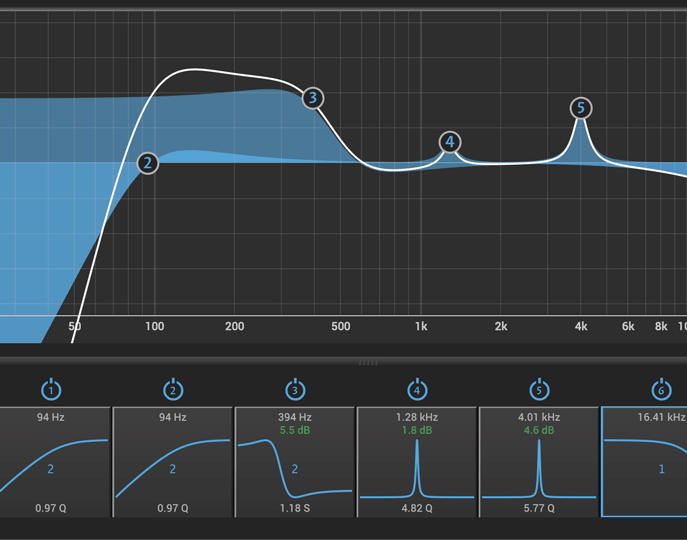 3
5
4
2
50 100 200 500 1k 2k 4k 6k 8k
1 2 3 4 5 6
94 Hz 94 Hz 394 Hz 1.28 kHz 4.01 kHz 16.41 kHz
5.5 dB 1.8 dB 4.6 dB
2 2 2 1
0.97 Q 0.97 Q 1.18 S 4.82 Q 5.77 Q